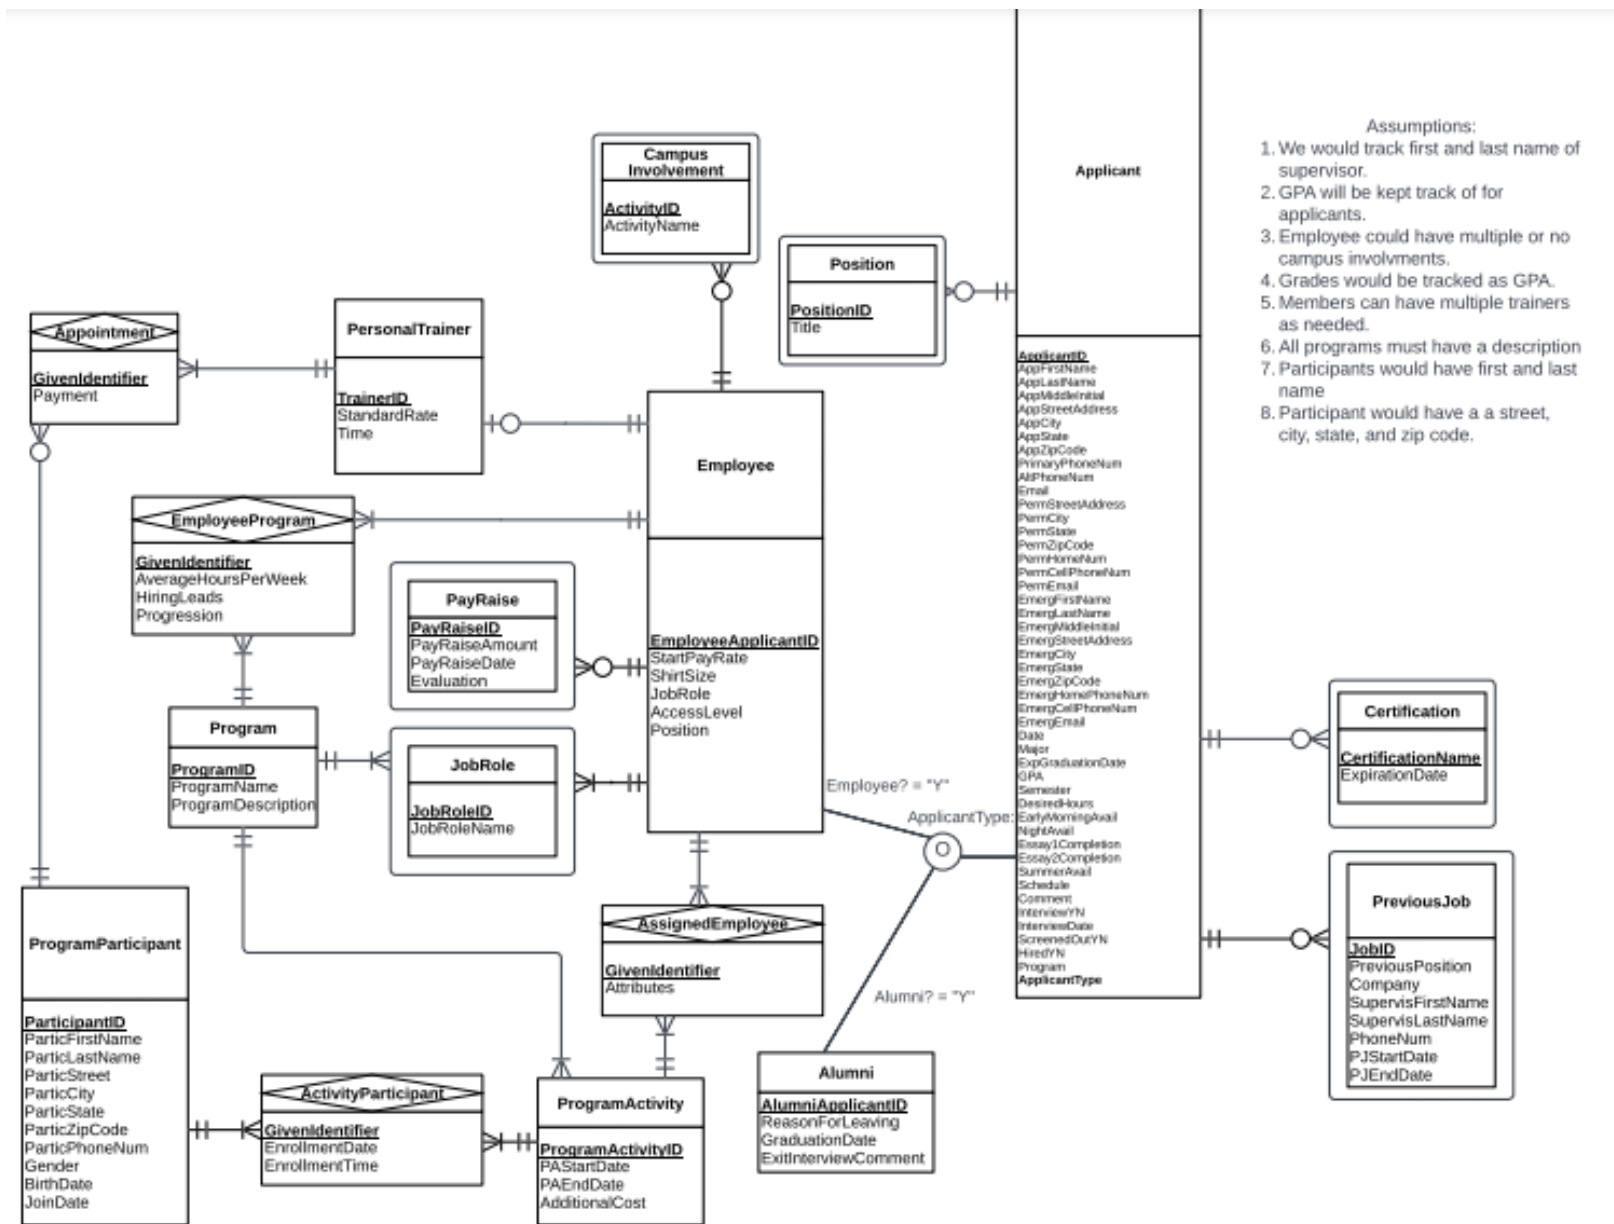 Campus
Involvement
ActivityID
ActivityName
Position
PositionID
Title
Applicant
ApplicantID
AppFirstName
AppLastName
AppMiddleInitial
AppStreetAddress
AppCity
AppState
AppZipCode
PrimaryPhoneNum
AltPhoneNum
Email
PermStreetAddress
PermCity
PermState
PermZipCode
PermHomeNum
PermCellPhoneNum
PermEmail
EmergFirstName
EmergLastName
EmergMiddleInitial
EmergStreetAddress
EmergCity
EmergState
EmergZipCode
EmergHomePhoneNum
EmergCellPhoneNum
EmergEmail
Date
Major
ExpGraduationDate
GPA
Semester
DesiredHours
EarlyMorningAvail
NightAvail
Essay1Completion
Essay2Completion
SummerAvail
Schedule
Comment
InterviewYN
InterviewDate
ScreenedOutYN
HiredYN
Program
ApplicantType
Assumptions:
1. We would track first and last name of
supervisor.
2. GPA will be kept track of for
applicants.
3. Employee could have multiple or no
campus involvments.
4. Grades would be tracked as GPA.
5. Members can have multiple trainers
as needed.
6. All programs must have a description
7. Participants would have first and last
name
8. Participant would have a a street,
city, state, and zip code.
Appointment
GivenIdentifier
Payment
PersonalTrainer
TrainerID
StandardRate
Time
Employee
EmployeeApplicantID
StartPayRate
ShirtSize
JobRole
AccessLevel
Position
EmployeeProgram
GivenIdentifier
AverageHoursPerWeek
HiringLeads
Progression
PayRaise
PayRaiseID
PayRaiseAmount
PayRaiseDate
Evaluation
Program
ProgramID
ProgramName
ProgramDescription
JobRole
JobRoleID
JobRoleName
Employee? = "Y"
ApplicantType:
O
Alumni? = "Y"
Certification
CertificationName
ExpirationDate
PreviousJob
JobID
PreviousPosition
Company
SupervisFirstName
SupervisLastName
PhoneNum
PJStartDate
PJEndDate
AssignedEmployee
GivenIdentifier
Attributes
ProgramParticipant
ParticipantID
ParticFirstName
ParticLastName
ParticStreet
ParticCity
ParticState
ParticZipCode
ParticPhoneNum
Gender
BirthDate
JoinDate
ActivityParticipant
GivenIdentifier
EnrollmentDate
EnrollmentTime
ProgramActivity
ProgramActivityID
PAStartDate
PAEndDate
AdditionalCost
Alumni
AlumniApplicantID
ReasonForLeaving
GraduationDate
ExitInterviewComment